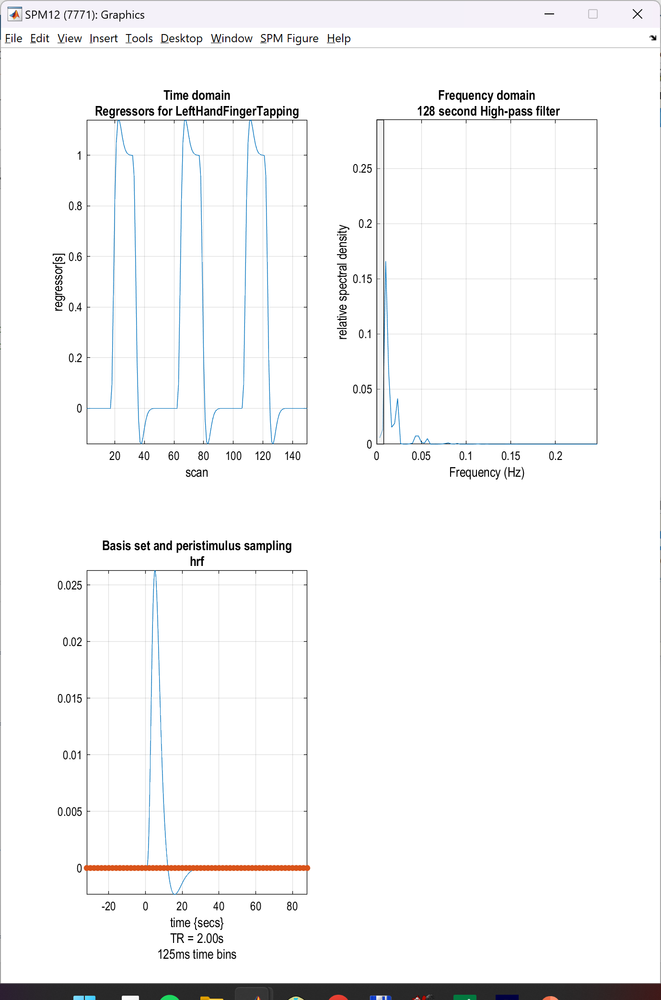 SPM12 (7771): Graphics
File Edit View Insert Tools Desktop Window SPM Figure Help
Time domain
Regressors for LeftHandFingerTapping
1
0.8
0.6
0.4
0.2
0
regressor[s]
20 40 60 80 100 120 140
scan
Frequency domain
128 second High-pass filter
0.25
0.2
0.15
0.1
0.05
0
relative spectral density
0 0.05 0.1 0.15 0.2
Frequency (Hz)
Basis set and peristimulus sampling
hrf
0.025
0.02
0.015
0.01
0.005
0
-20 0 20 40 60 80
time {secs}
TR = 2.00s
125ms time bins